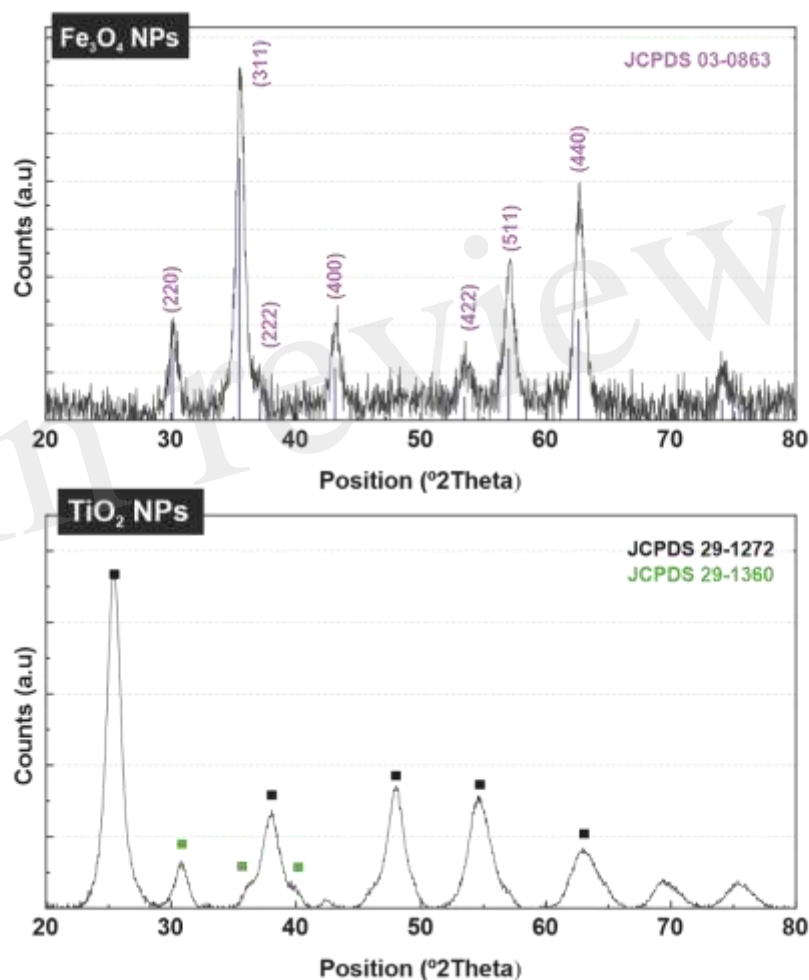 Fe₃O₄ NPs
JCPDS 03-0863
(311)
(440)
(511)
(220)
(400)
(222)
(422)
Counts (a.u)
20 30 40 50 60 70 80
Position (º2Theta)
in review
TiO₂ NPs
JCPDS 29-1272
JCPDS 29-1360
Counts (a.u)
20 30 40 50 60 70 80
Position (º2Theta)